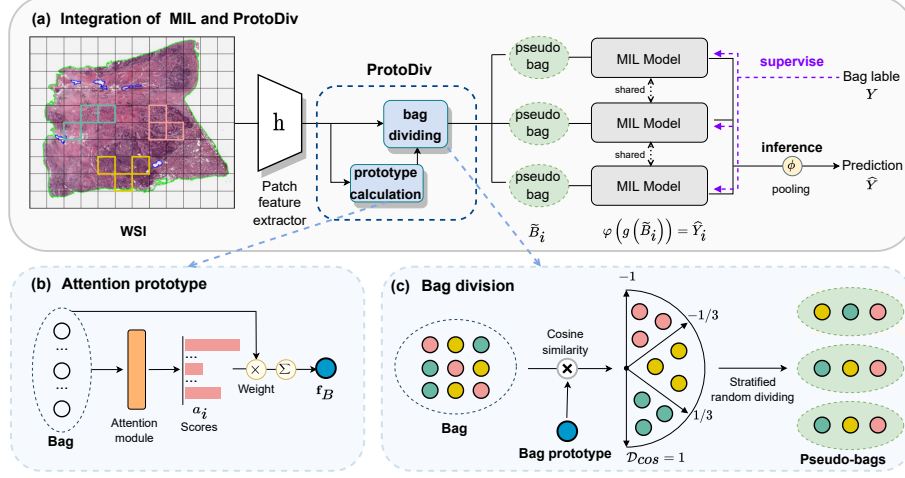 (a) Integration of MIL and ProtoDiv
WSI
h
Patch
feature
extractor
ProtoDiv
bag
dividing
prototype
calculation
pseudo
bag
pseudo
bag
pseudo
bag
B̃i
MIL Model
shared
MIL Model
shared
MIL Model
φ(g(B̃i)) = Ŷi
supervise
Bag lable
Y
inference
ϕ
pooling
Prediction
Ŷ
(b) Attention prototype
Bag
...
...
Attention
module
...
...
ai
Scores
×
Weight
Σ
fB
(c) Bag division
Bag
Cosine
similarity
×
Bag prototype
−1
−1/3
1/3
Dcos = 1
Stratified
random dividing
Pseudo-bags